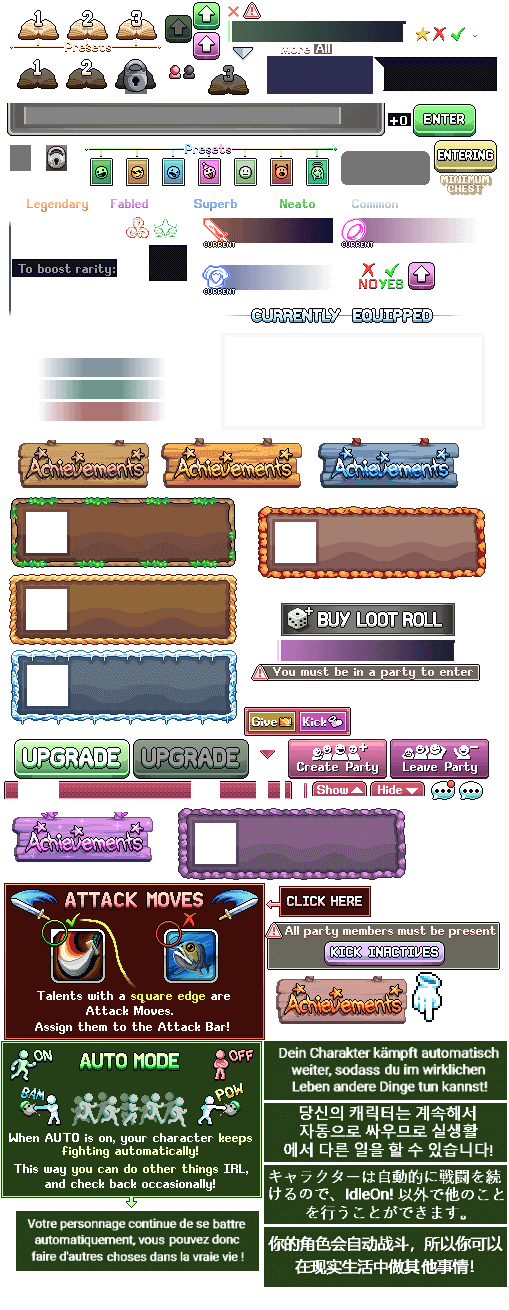 1 2 3
Presets
More All
1 2 3
+0 ENTER
Presets
ENTERING
MINIMUM
CHEST
Legendary Fabled Superb Neato Common
CURRENT CURRENT
To boost rarity:
CURRENT
NO YES
CURRENTLY EQUIPPED
Achievements Achievements Achievements
BUY LOOT ROLL
You must be in a party to enter
Give Kick
UPGRADE UPGRADE
Create Party Leave Party
Show Hide
Achievements
ATTACK MOVES
Talents with a square edge are
Attack Moves.
Assign them to the Attack Bar!
CLICK HERE
All party members must be present
KICK INACTIVES
Achievements
ON AUTO MODE OFF
BAM POW
When AUTO is on, your character keeps
fighting automatically!
This way you can do other things IRL,
and check back occasionally!
Dein Charakter kämpft automatisch
weiter, sodass du im wirklichen
Leben andere Dinge tun kannst!
당신의 캐릭터는 계속해서
자동으로 싸우므로 실생활
에서 다른 일을 할 수 있습니다!
キャラクターは自動的に戦闘を続
けるので、IdleOn! 以外で他のこと
を行うことができます。
Votre personnage continue de se battre
automatiquement, vous pouvez donc
faire d'autres choses dans la vraie vie !
你的角色会自动战斗，所以你可以
在现实生活中做其他事情!